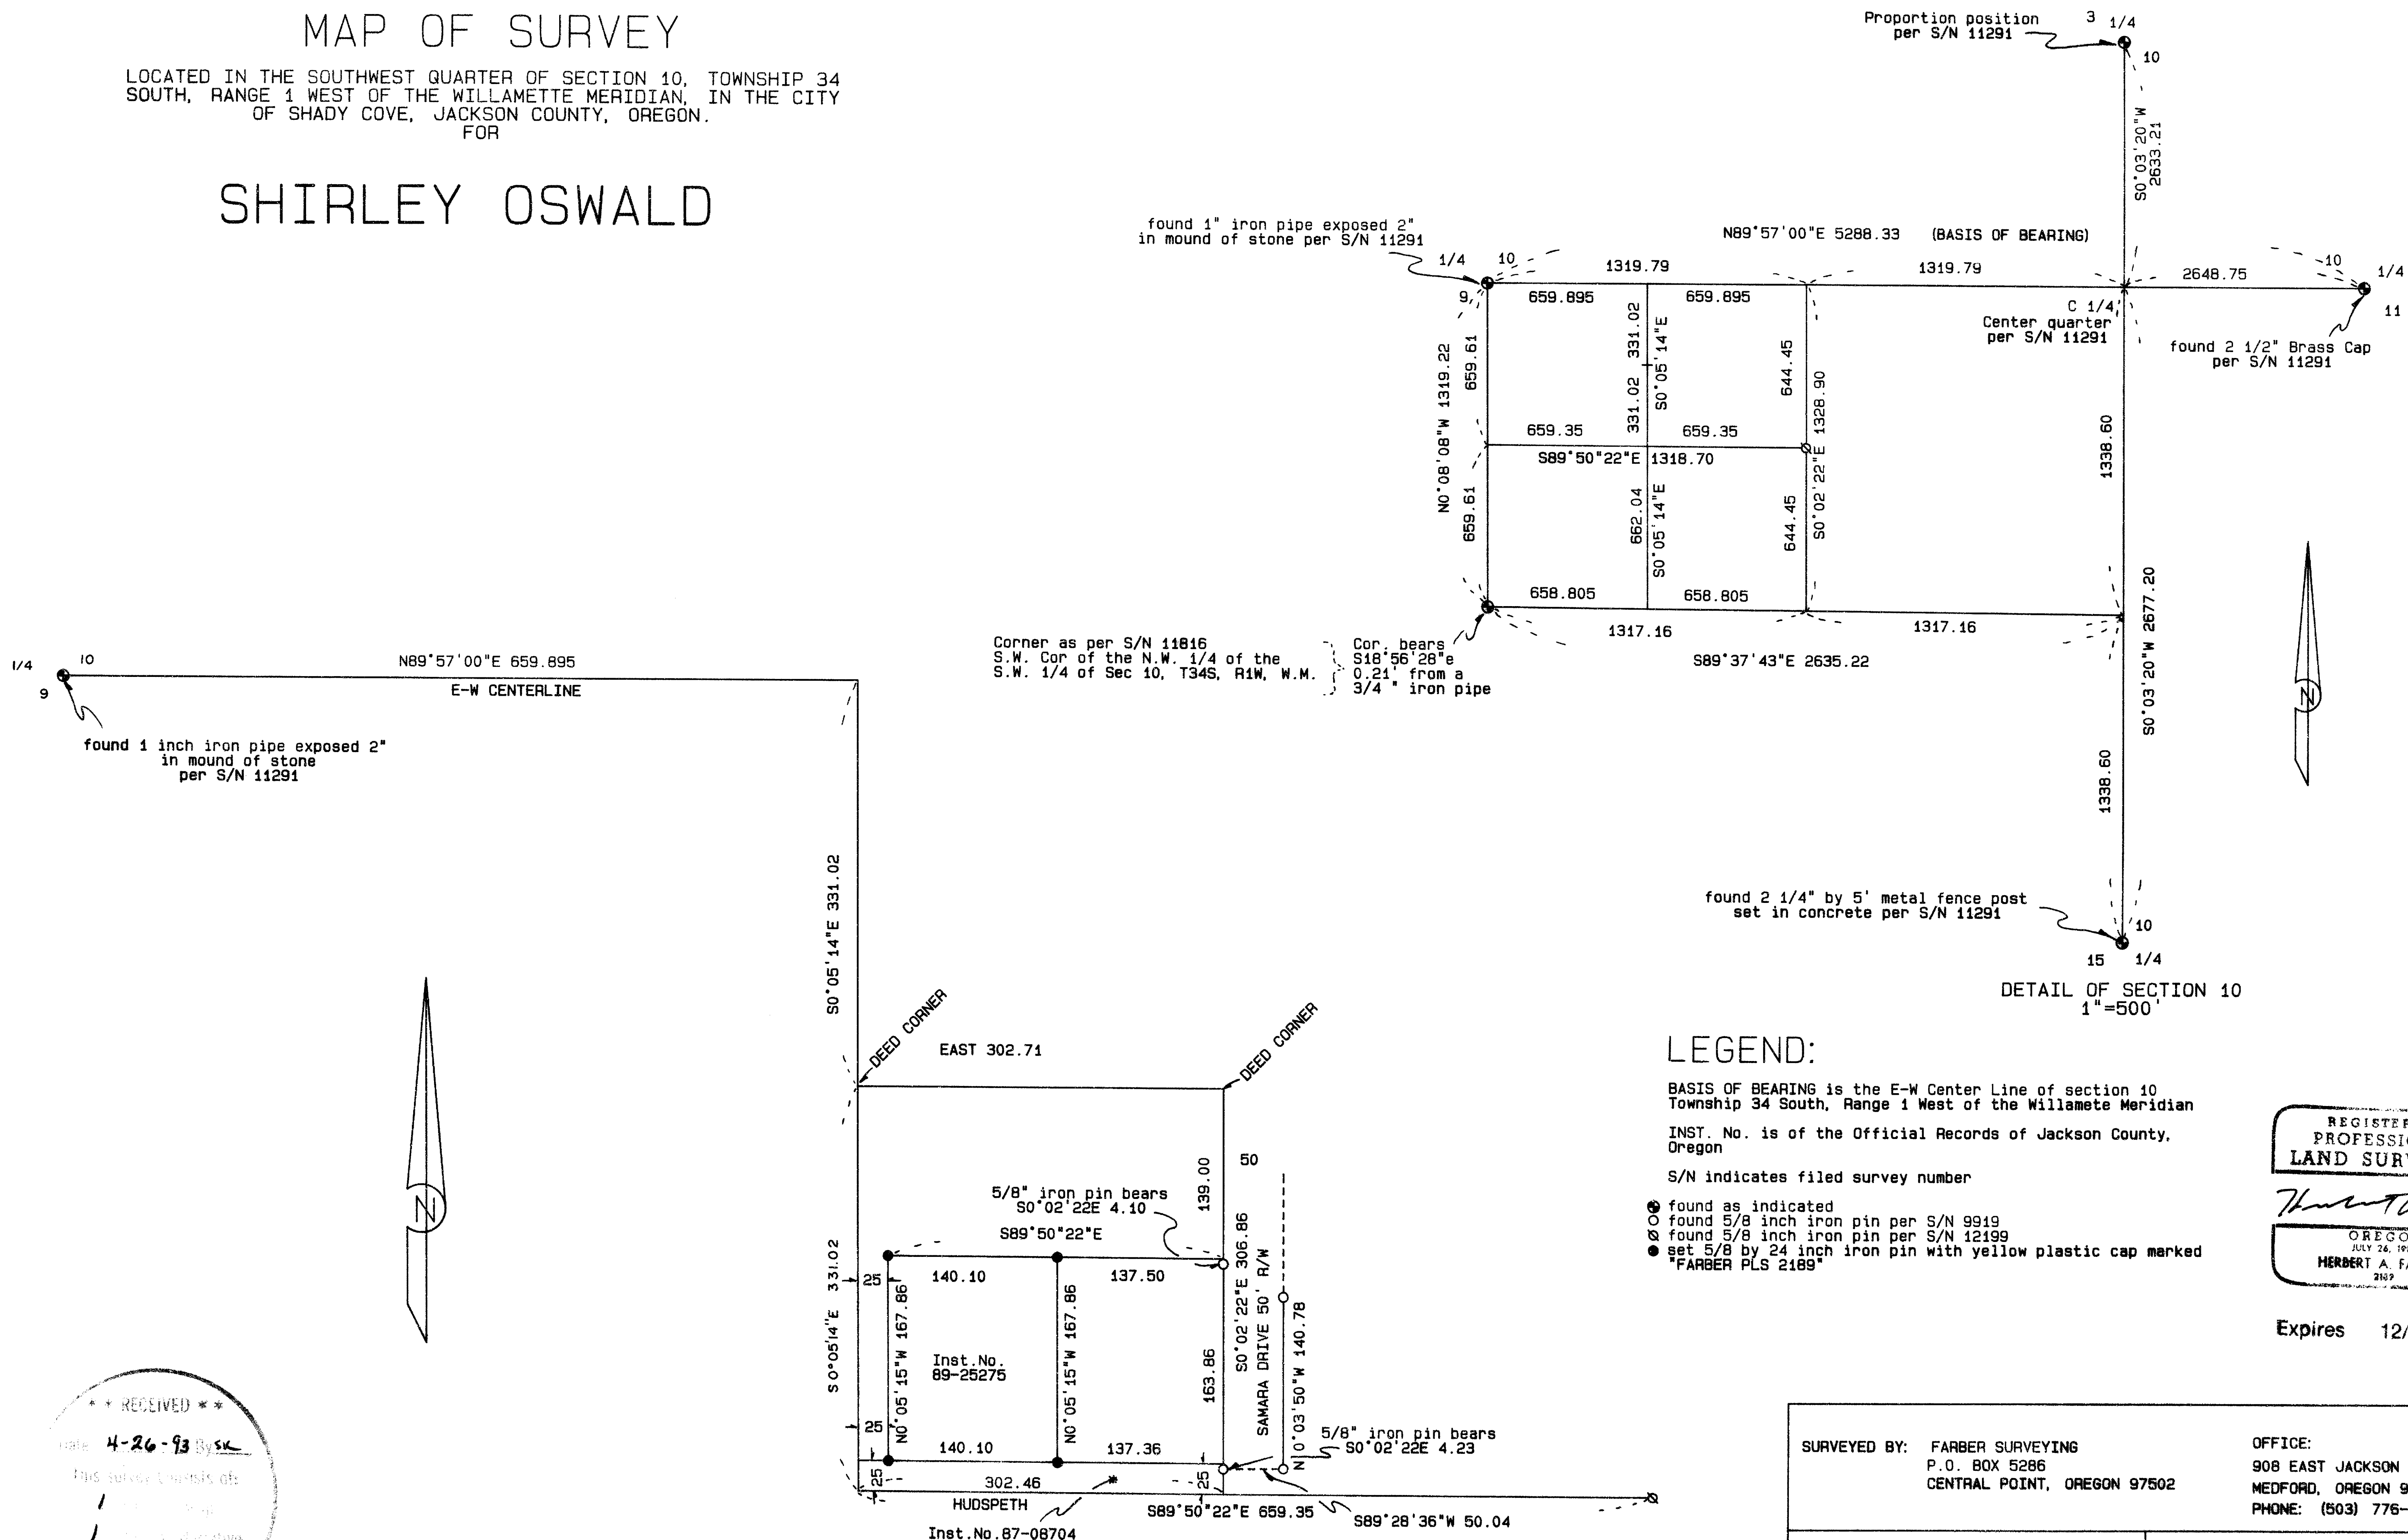 MAP OF SURVEY
LOCATED IN THE SOUTHWEST QUARTER OF SECTION 10, TOWNSHIP 34
SOUTH, RANGE 1 WEST OF THE WILLAMETTE MERIDIAN, IN THE CITY
OF SHADY COVE, JACKSON COUNTY, OREGON.
FOR
SHIRLEY OSWALD
Proportion position
per S/N 11291
3 1/4
10
S0°03'20"W
2633.21
found 1" iron pipe exposed 2"
in mound of stone per S/N 11291
N89°57'00"E 5288.33 (BASIS OF BEARING)
1/4 10
9
1319.79
1319.79
2648.75
10 1/4
11
659.895
659.895
C 1/4
Center quarter
per S/N 11291
found 2 1/2" Brass Cap
per S/N 11291
N0°08'08"W 1319.22
659.61
659.61
331.02
331.02
S0°05'14"E
644.45
644.45
S0°02'22"E 1328.90
1338.60
659.35
659.35
S89°50"22"E 1318.70
662.04
S0°05'14"E
658.805
658.805
1317.16
1317.16
S89°37'43"E 2635.22
S0°03'20"W 2677.20
1338.60
Corner as per S/N 11816
S.W. Cor of the N.W. 1/4 of the
S.W. 1/4 of Sec 10, T34S, R1W, W.M.
Cor. bears
S18°56'28"e
0.21' from a
3/4 " iron pipe
N
found 2 1/4" by 5' metal fence post
set in concrete per S/N 11291
10
15 1/4
DETAIL OF SECTION 10
1"=500'
1/4 10
9
N89°57'00"E 659.895
E-W CENTERLINE
found 1 inch iron pipe exposed 2"
in mound of stone
per S/N 11291
S0°05'14"E 331.02
N
DEED CORNER
EAST 302.71
DEED CORNER
139.00
50
5/8" iron pin bears
S0°02'22E 4.10
S89°50"22"E
S0°05'14"E 331.02
25
140.10
137.50
N0°05'15"W 167.86
N0°05'15"W 167.86
163.86
S0°02'22"E 306.86
SAMARA DRIVE 50' R/W
N 0°03'50"W 140.78
Inst.No.
89-25275
25
140.10
137.36
5/8" iron pin bears
S0°02'22E 4.23
25
302.46
25
HUDSPETH
S89°50"22"E 659.35
S89°28'36"W 50.04
Inst.No.87-08704
LEGEND:
BASIS OF BEARING is the E-W Center Line of section 10
Township 34 South, Range 1 West of the Willamete Meridian
INST. No. is of the Official Records of Jackson County,
Oregon
S/N indicates filed survey number
found as indicated
found 5/8 inch iron pin per S/N 9919
found 5/8 inch iron pin per S/N 12199
set 5/8 by 24 inch iron pin with yellow plastic cap marked
"FARBER PLS 2189"
REGISTER
PROFESSI
LAND SUR
OREGO
JULY 26, 19
HERBERT A. F
2189
Expires 12/
* * RECEIVED * *
Date 4-26-93 By SK
This survey consists of:
1
SURVEYED BY: FARBER SURVEYING
P.O. BOX 5286
CENTRAL POINT, OREGON 97502
OFFICE:
908 EAST JACKSON
MEDFORD, OREGON 9
PHONE: (503) 776-